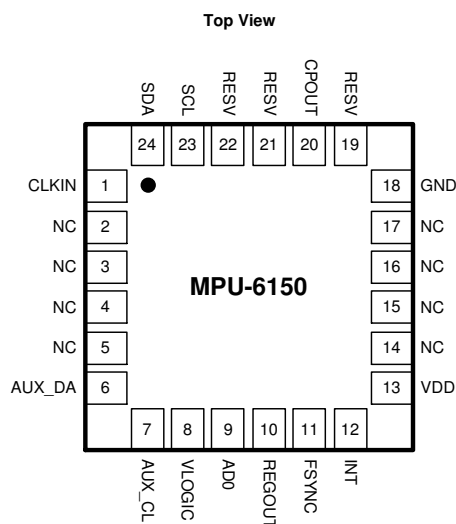 Top View
SDA
SCL
RESV
RESV
CPOUT
RESV
24
23
22
21
20
19
CLKIN 1
18 GND
NC 2
17 NC
NC 3
16 NC
MPU-6150
NC 4
15 NC
NC 5
14 NC
AUX_DA 6
13 VDD
7
8
9
10
11
12
AUX_CL
VLOGIC
AD0
REGOUT
FSYNC
INT